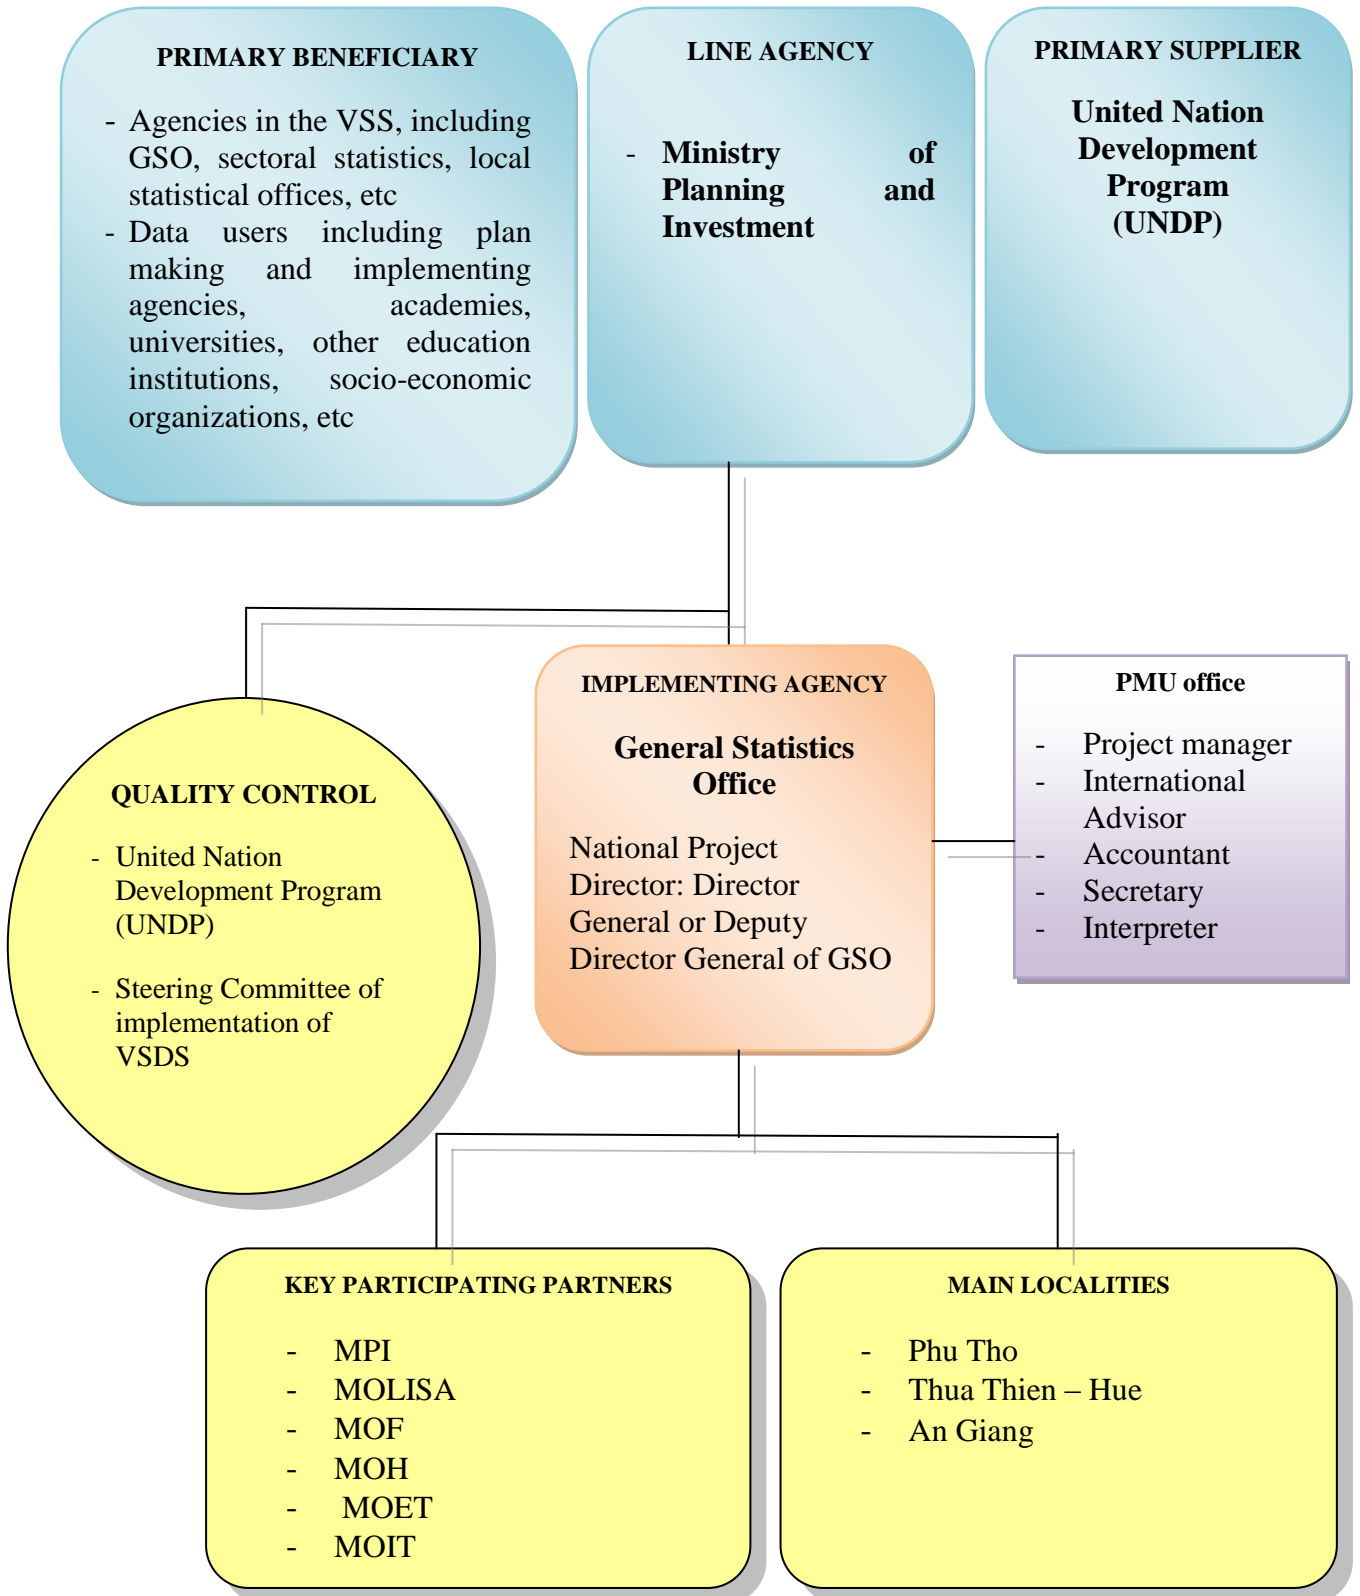 PRIMARY BENEFICIARY
- Agencies in the VSS, including
GSO, sectoral statistics, local
statistical offices, etc
- Data users including plan
making and implementing
agencies, academies,
universities, other education
institutions, socio-economic
organizations, etc
LINE AGENCY
- Ministry of
Planning and
Investment
PRIMARY SUPPLIER
United Nation
Development
Program
(UNDP)
QUALITY CONTROL
- United Nation
Development Program
(UNDP)
- Steering Committee of
implementation of
VSDS
IMPLEMENTING AGENCY
General Statistics
Office
National Project
Director: Director
General or Deputy
Director General of GSO
PMU office
- Project manager
- International
Advisor
- Accountant
- Secretary
- Interpreter
KEY PARTICIPATING PARTNERS
- MPI
- MOLISA
- MOF
- MOH
- MOET
- MOIT
MAIN LOCALITIES
- Phu Tho
- Thua Thien – Hue
- An Giang